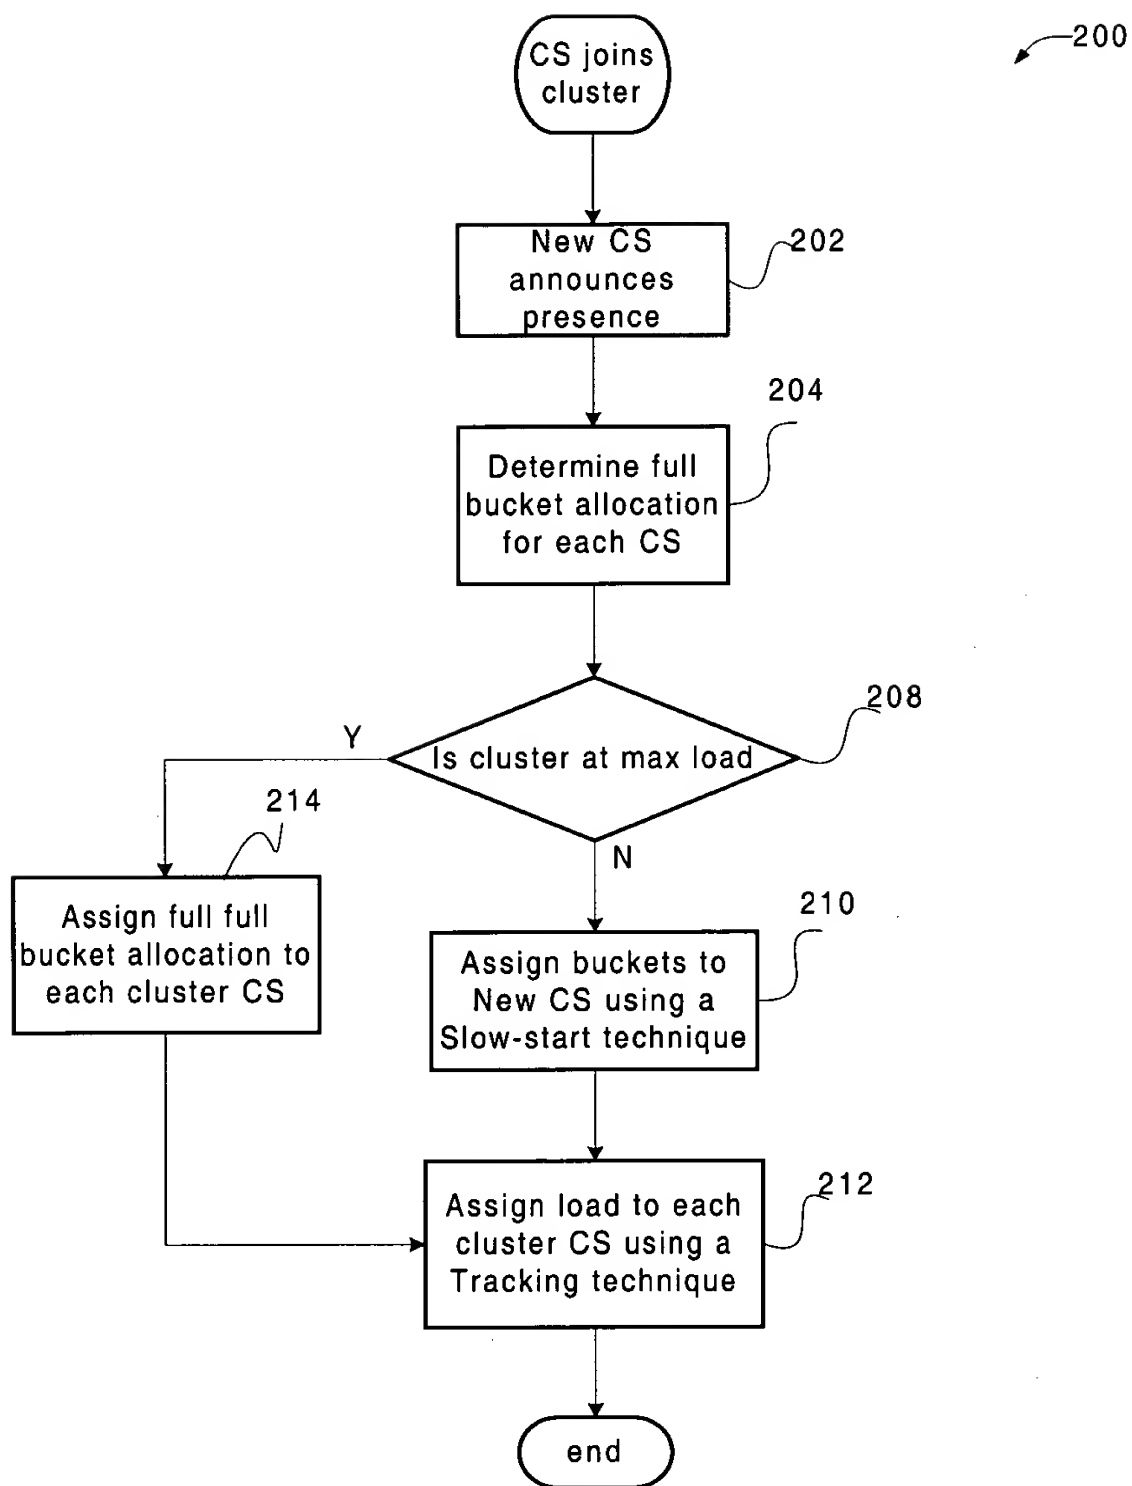 CS joins
cluster
200
New CS
announces
presence
202
204
Determine full
bucket allocation
for each CS
208
Is cluster at max load
Y
N
214
Assign full full
bucket allocation to
each cluster CS
210
Assign buckets to
New CS using a
Slow-start technique
212
Assign load to each
cluster CS using a
Tracking technique
end